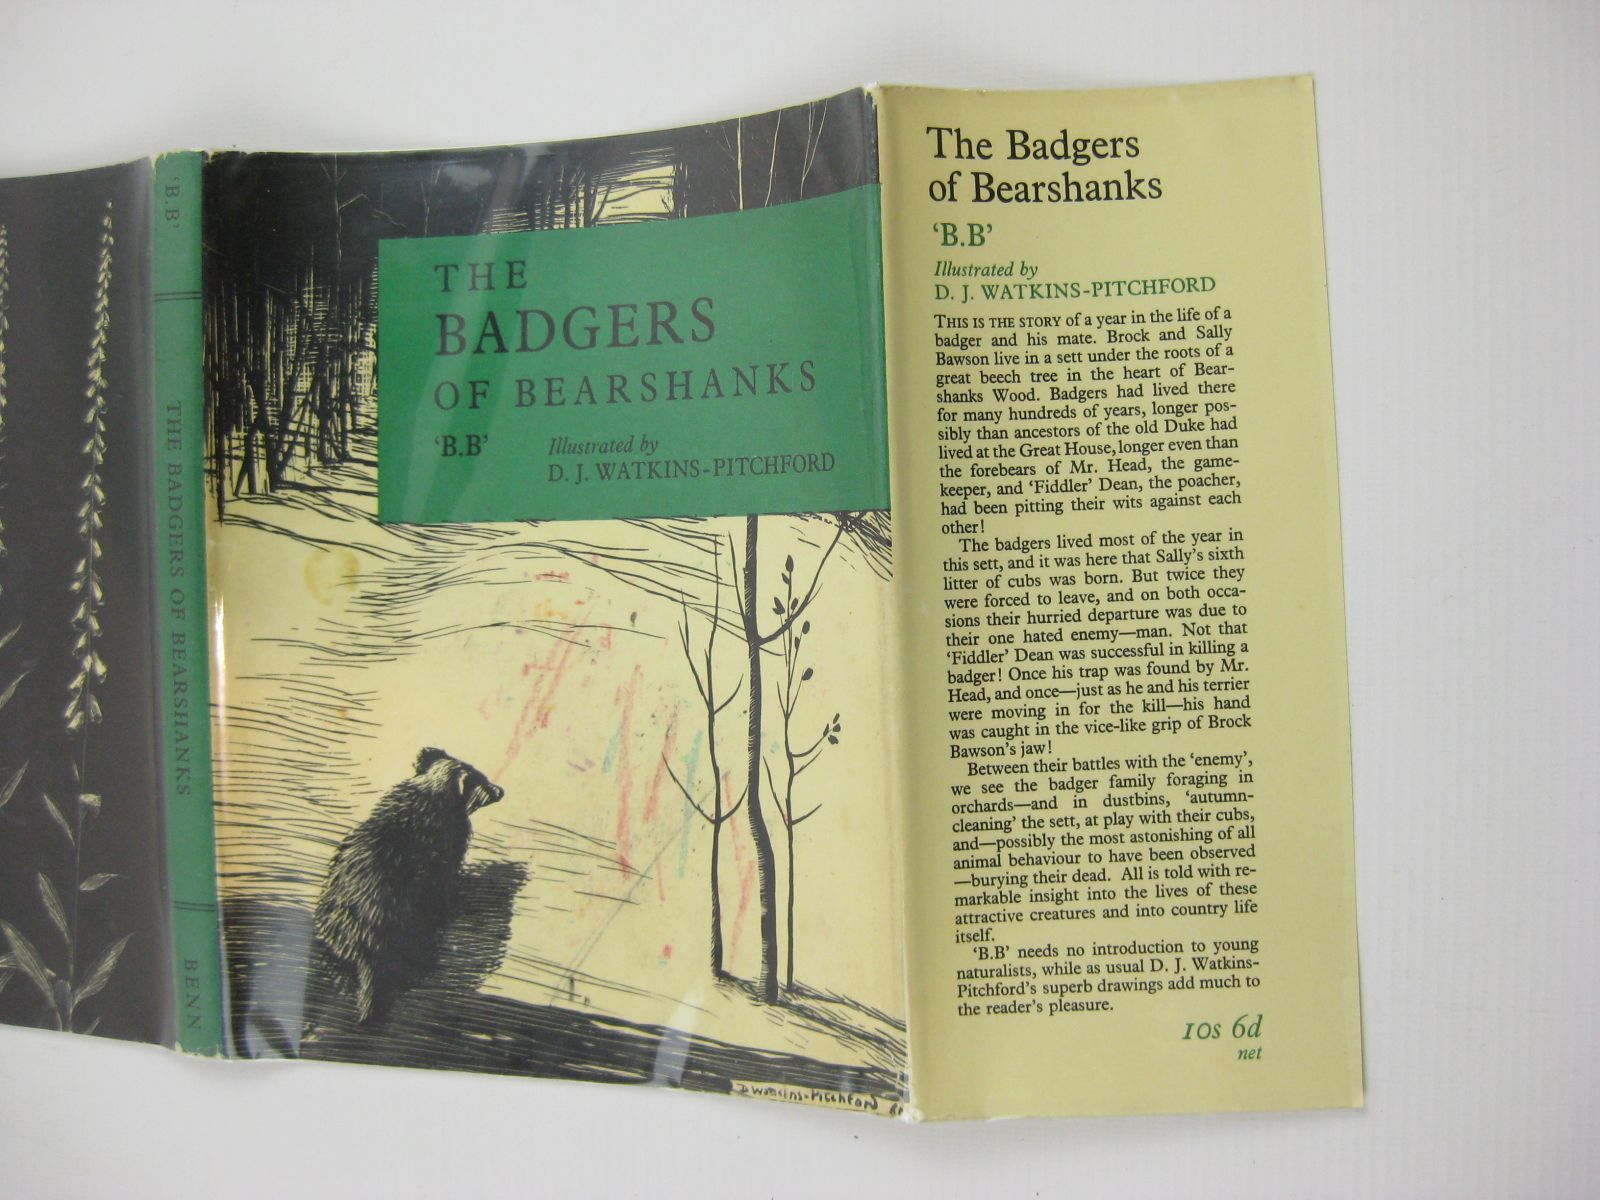 'B.B'
THE BADGERS OF BEARSHANKS
BENN
THE
BADGERS
OF BEARSHANKS
'B.B'
Illustrated by
D. J. WATKINS-PITCHFORD
D Watkins-Pitchford
The Badgers
of Bearshanks
'B.B'
Illustrated by
D. J. WATKINS-PITCHFORD
THIS IS THE STORY of a year in the life of a
badger and his mate. Brock and Sally
Bawson live in a sett under the roots of a
great beech tree in the heart of Bear-
shanks Wood. Badgers had lived there
for many hundreds of years, longer pos-
sibly than ancestors of the old Duke had
lived at the Great House, longer even than
the forebears of Mr. Head, the game-
keeper, and 'Fiddler' Dean, the poacher,
had been pitting their wits against each
other!
The badgers lived most of the year in
this sett, and it was here that Sally's sixth
litter of cubs was born. But twice they
were forced to leave, and on both occa-
sions their hurried departure was due to
their one hated enemy—man. Not that
'Fiddler' Dean was successful in killing a
badger! Once his trap was found by Mr.
Head, and once—just as he and his terrier
were moving in for the kill—his hand
was caught in the vice-like grip of Brock
Bawson's jaw!
Between their battles with the 'enemy',
we see the badger family foraging in
orchards—and in dustbins, 'autumn-
cleaning' the sett, at play with their cubs,
and—possibly the most astonishing of all
animal behaviour to have been observed
—burying their dead. All is told with re-
markable insight into the lives of these
attractive creatures and into country life
itself.
'B.B' needs no introduction to young
naturalists, while as usual D. J. Watkins-
Pitchford's superb drawings add much to
the reader's pleasure.
10s 6d
net